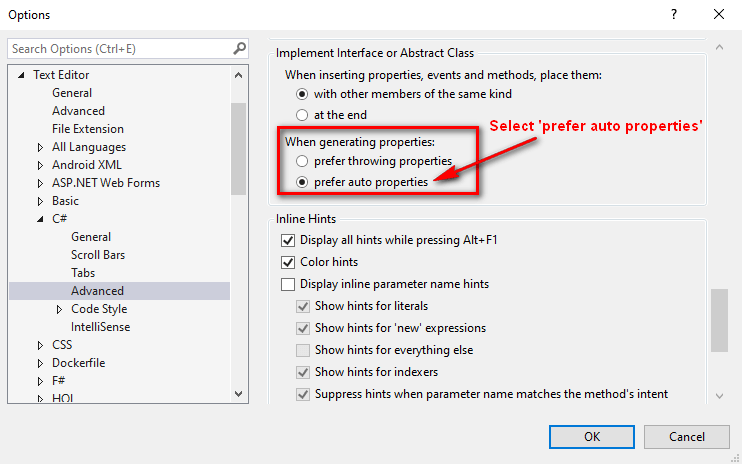 Options
Search Options (Ctrl+E)
Text Editor
General
Advanced
File Extension
All Languages
Android XML
ASP.NET Web Forms
Basic
C#
General
Scroll Bars
Tabs
Advanced
Code Style
IntelliSense
CSS
Dockerfile
F#
HQL
Implement Interface or Abstract Class
When inserting properties, events and methods, place them:
with other members of the same kind
at the end
Select 'prefer auto properties'
When generating properties:
prefer throwing properties
prefer auto properties
Inline Hints
Display all hints while pressing Alt+F1
Color hints
Display inline parameter name hints
Show hints for literals
Show hints for 'new' expressions
Show hints for everything else
Show hints for indexers
Suppress hints when parameter name matches the method's intent
OK
Cancel